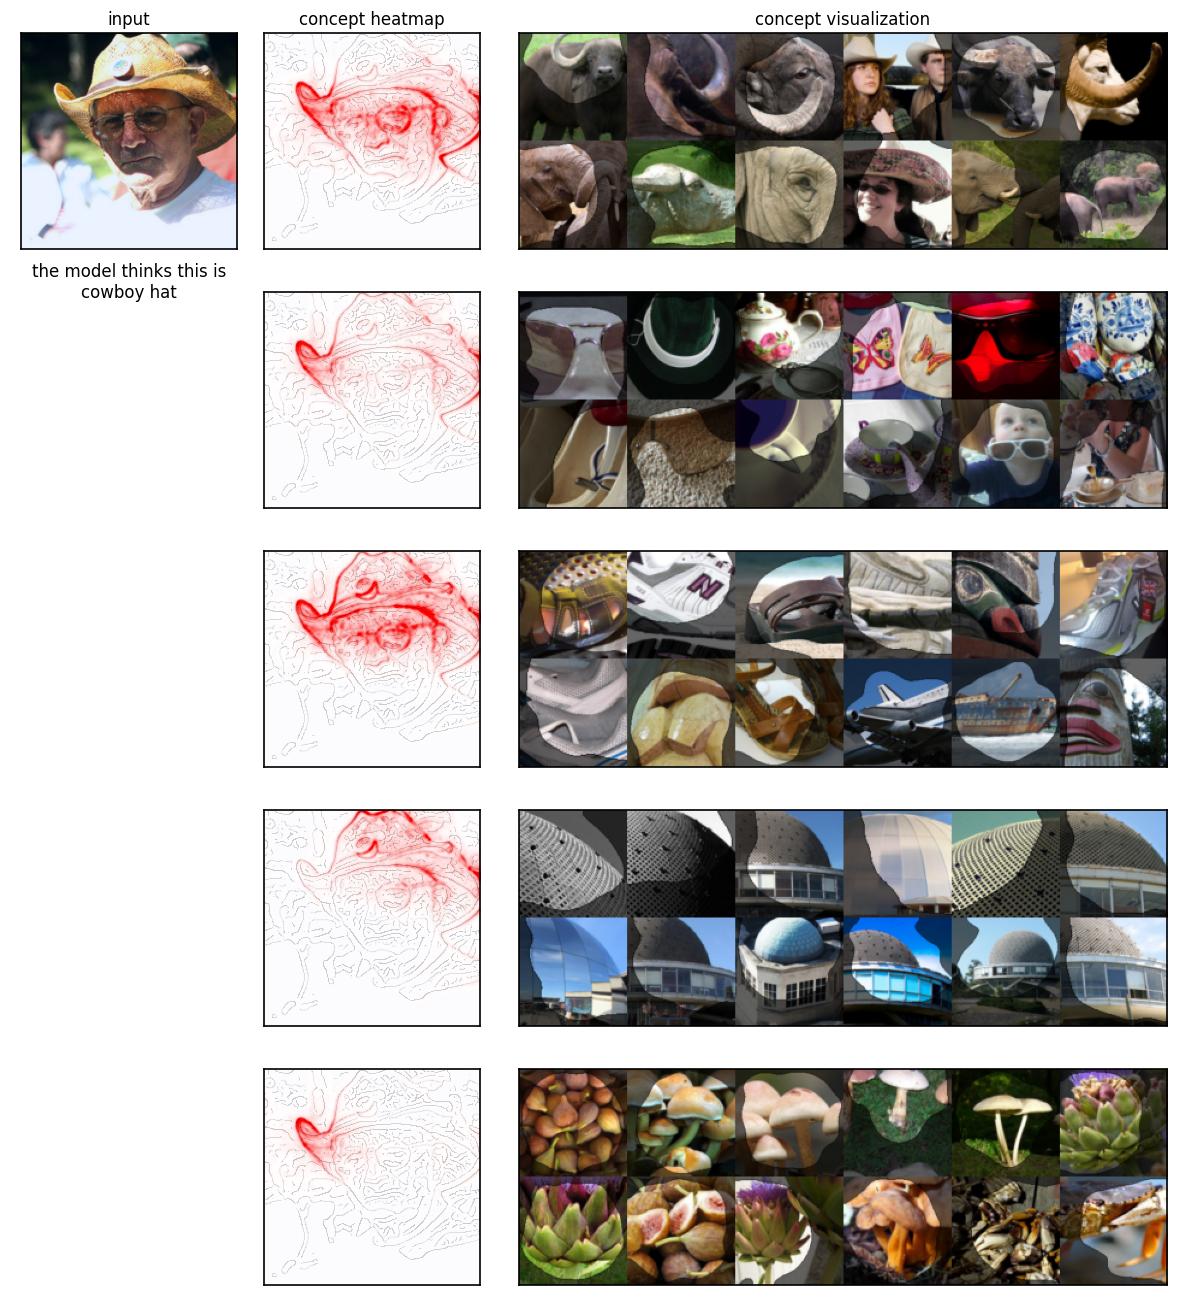 input
concept heatmap
concept visualization
the model thinks this is
cowboy hat
N